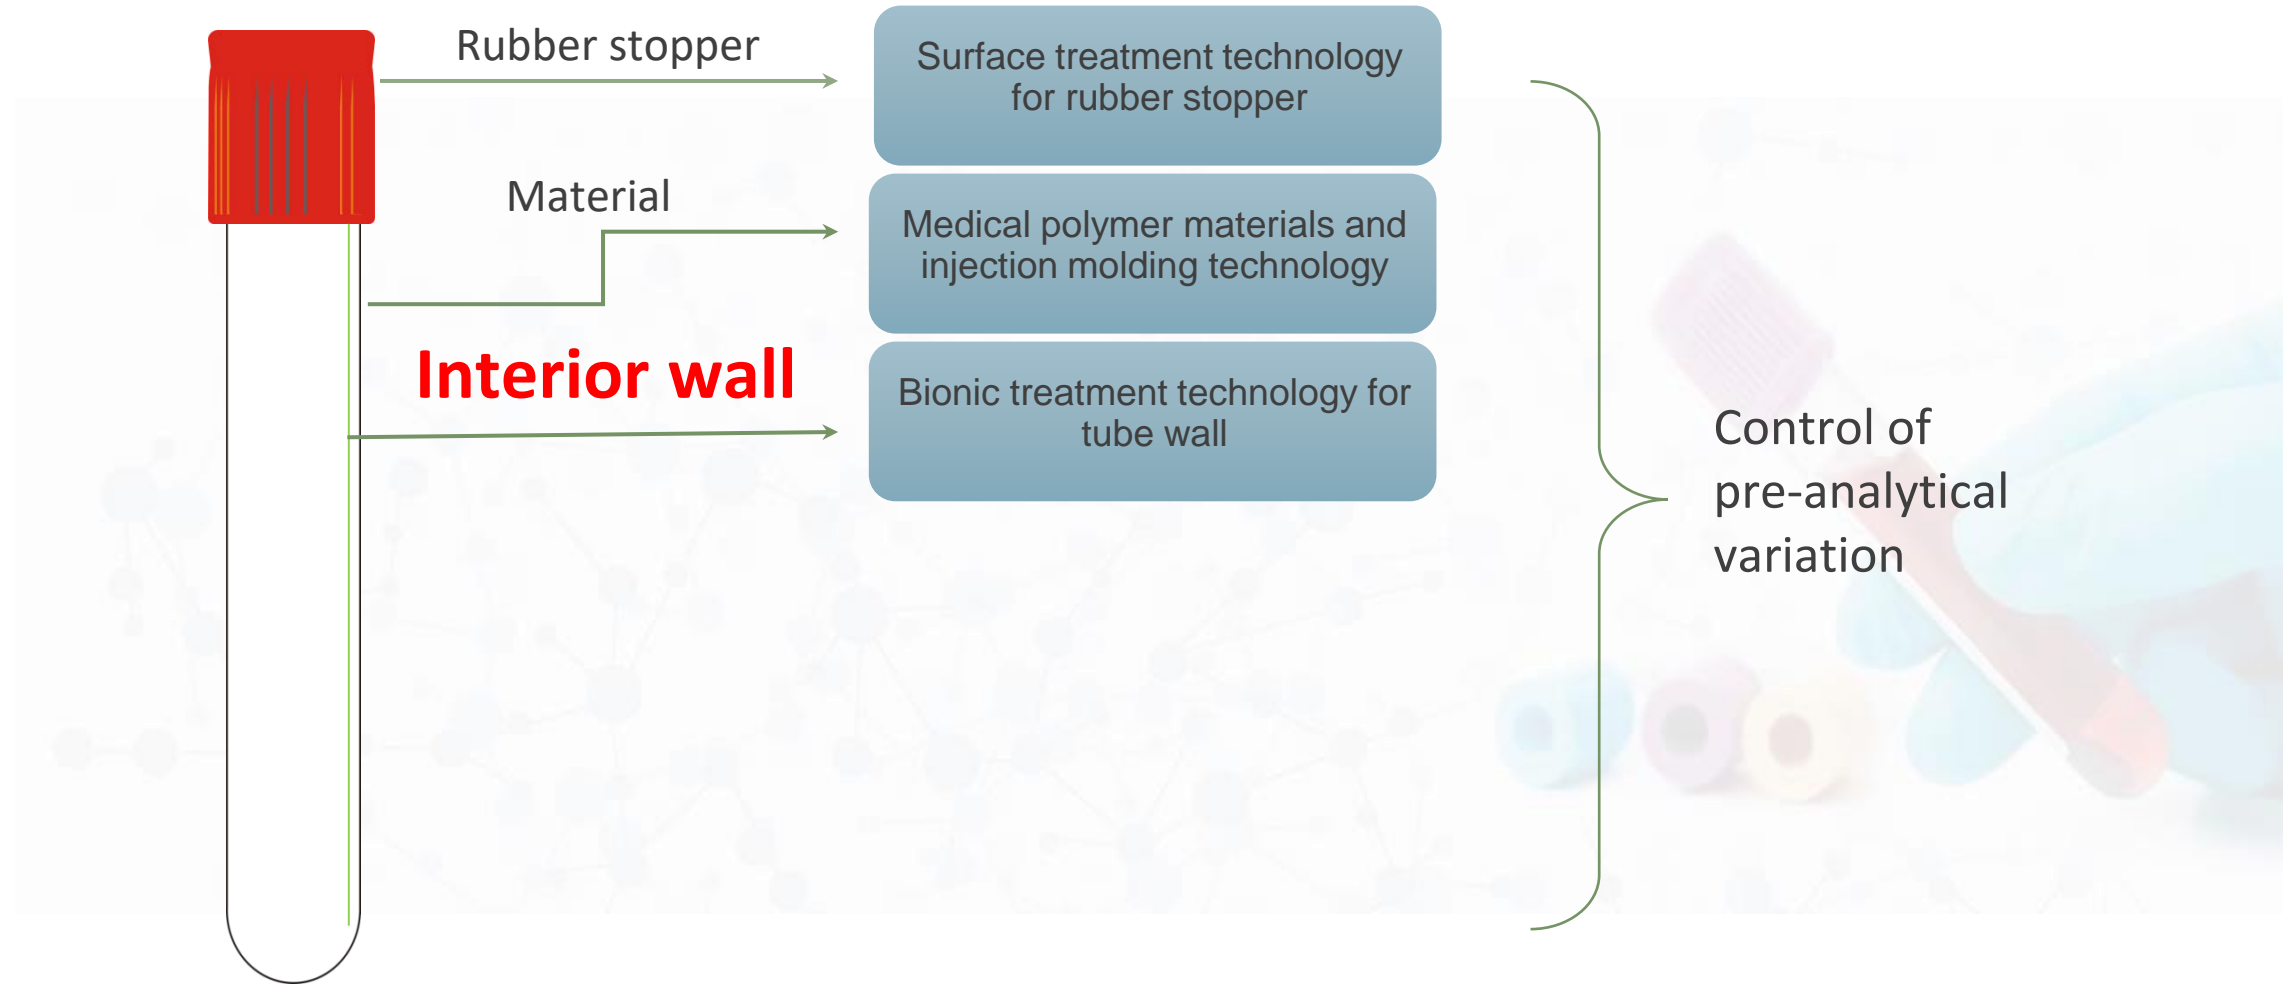 Rubber stopper
Surface treatment technology
for rubber stopper
Material
Medical polymer materials and
injection molding technology
Interior wall
Bionic treatment technology for
tube wall
Control of
pre-analytical
variation